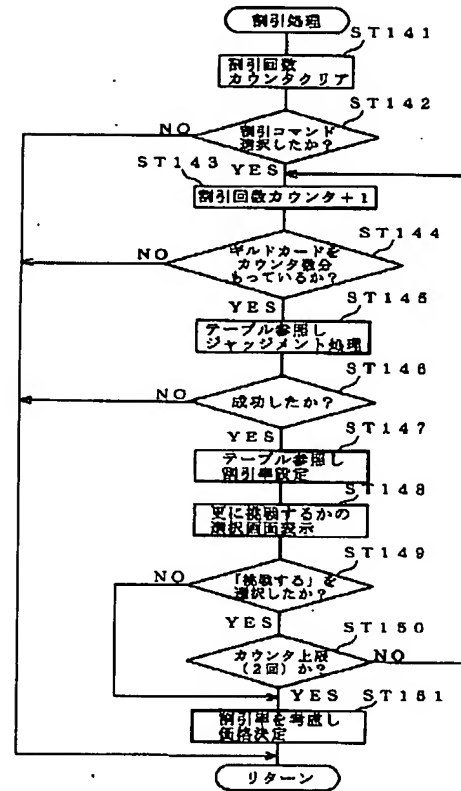 割引処理
ST141
割引回数
カウンタクリア
ST142
NO
割引コマンド
選択したか?
ST143
YES
割引回数カウンタ+1
ST144
NO
ギルドカードを
カウンタ数分
もっているか?
YES
ST145
テーブル参照し
ジャッジメント処理
ST146
NO
成功したか?
YES
ST147
テーブル参照し
割引率設定
ST148
更に挑戦するかの
選択画面表示
ST149
NO
「挑戦する」を
選択したか?
YES
ST150
カウンタ上限
(2回)か?
NO
YES
ST151
割引率を考慮し
価格決定
リターン